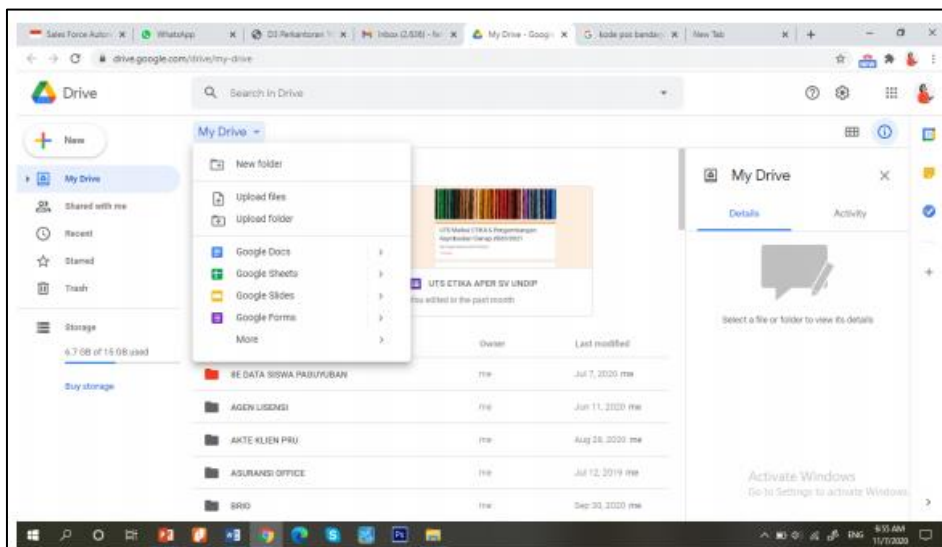 Sales Force Autom
WhatsApp
D3 Perkantoran
Inbox (2,638) -
My Drive - Goog
kode pos banda
New Tab
drive.google.com/drive/my-drive
Drive
Search in Drive
New
My Drive
My Drive
Shared with me
Recent
Starred
Trash
Storage
6.7 GB of 15 GB used
Buy storage
New folder
Upload files
Upload folder
Google Docs
Google Sheets
Google Slides
Google Forms
More
UTS ETIKA APER SV UNDIP
You edited in the past month
Owner
Last modified
8E DATA SISWA PAGUYUBAN
me
Jul 7, 2020 me
AGEN LISENSI
me
Jun 11, 2020 me
AKTE KLIEN PRU
me
Aug 28, 2020 me
ASURANSI OFFICE
me
Jul 12, 2019 me
BRIO
me
Sep 30, 2020 me
My Drive
Details
Activity
Select a file or folder to view its details
Activate Windows
Go to Settings to activate Windows.
ENG
6:55 AM
11/7/2020